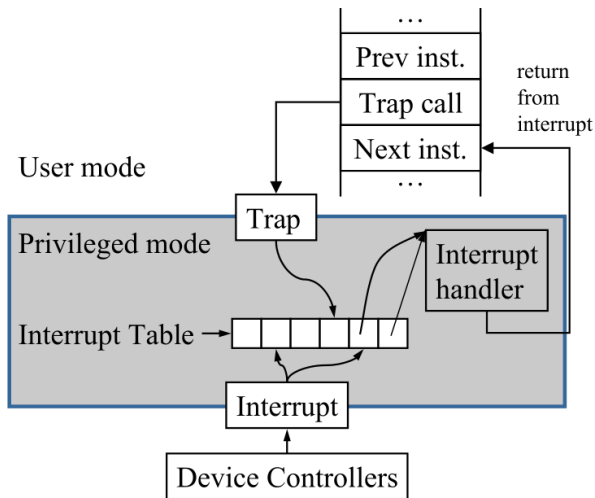 ...
Prev inst.
Trap call
Next inst.
...
return
from
interrupt
User mode
Trap
Privileged mode
Interrupt
handler
Interrupt Table
Interrupt
Device Controllers